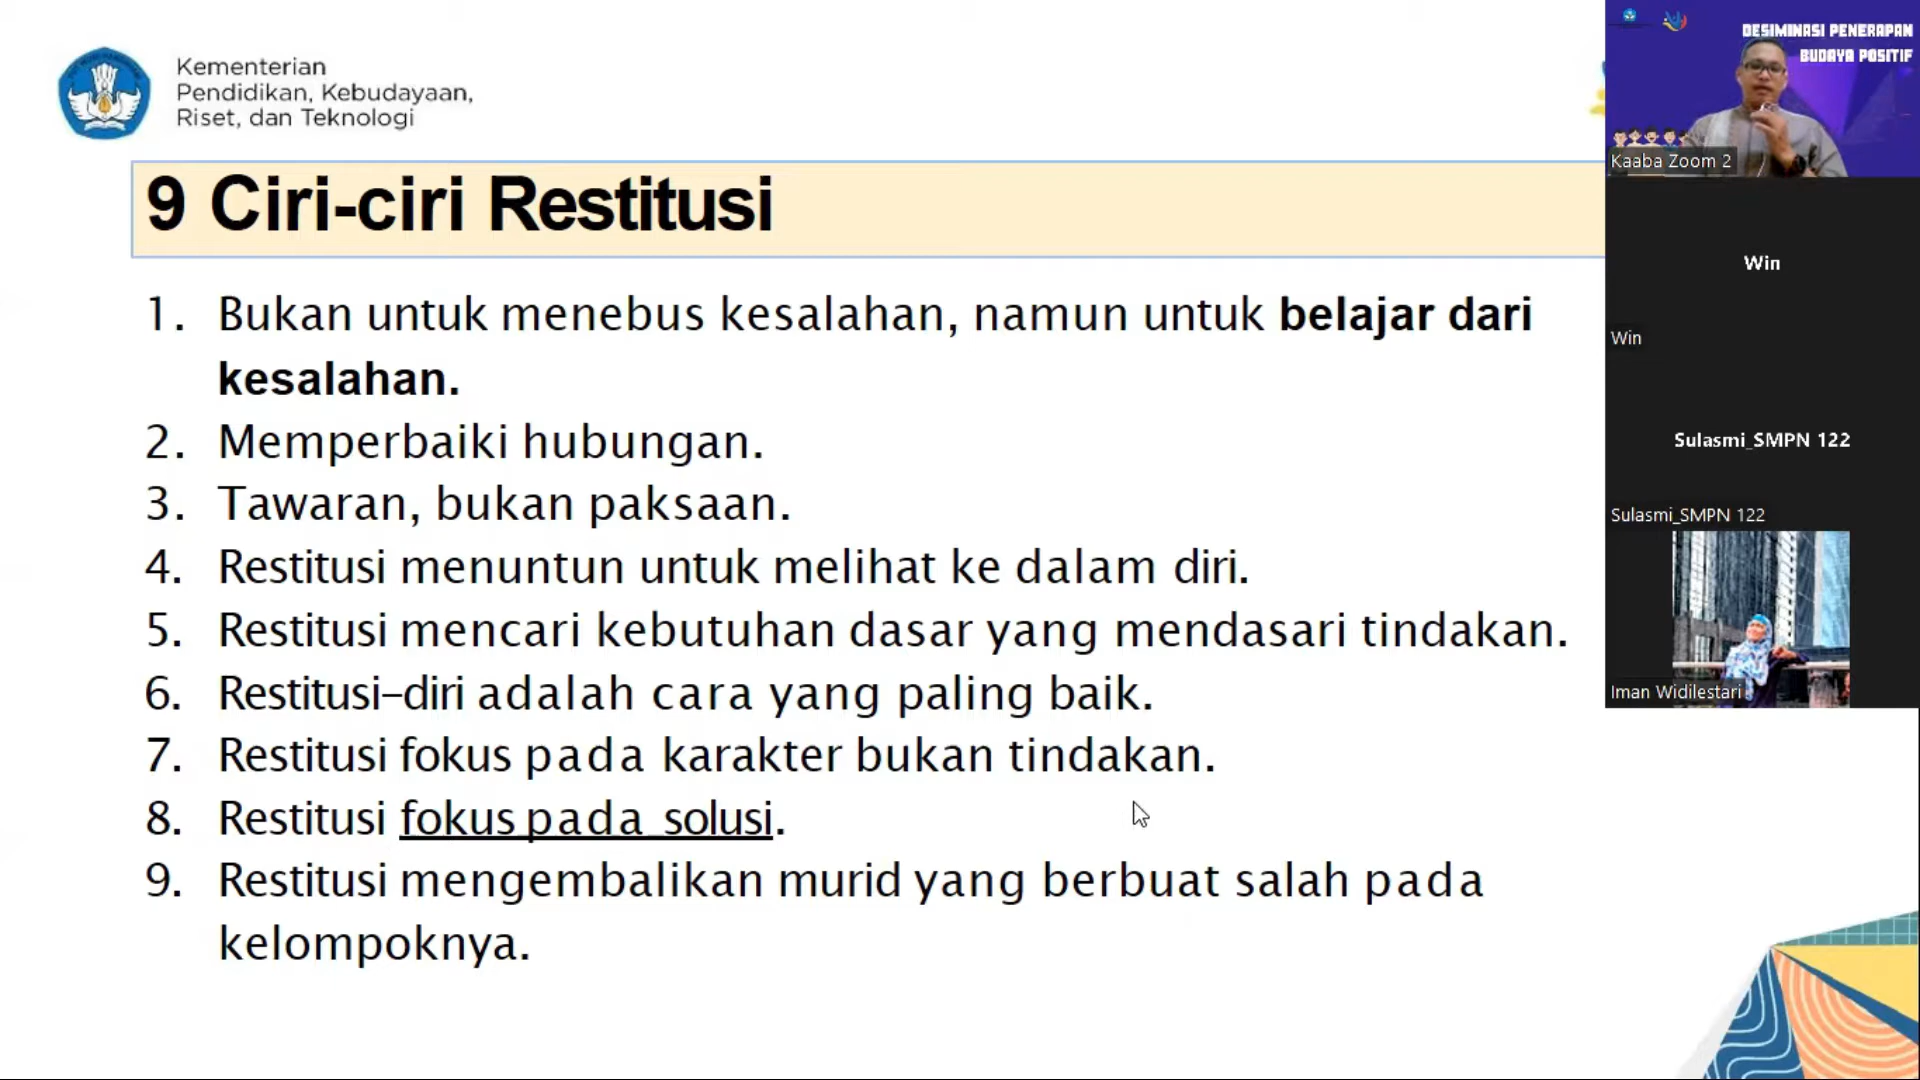 Kementerian
Pendidikan, Kebudayaan,
Riset, dan Teknologi
9 Ciri-ciri Restitusi
1. Bukan untuk menebus kesalahan, namun untuk belajar dari
kesalahan.
2. Memperbaiki hubungan.
3. Tawaran, bukan paksaan.
4. Restitusi menuntun untuk melihat ke dalam diri.
5. Restitusi mencari kebutuhan dasar yang mendasari tindakan.
6. Restitusi–diri adalah cara yang paling baik.
7. Restitusi fokus pada karakter bukan tindakan.
8. Restitusi fokus pada solusi.
9. Restitusi mengembalikan murid yang berbuat salah pada
kelompoknya.
DESIMINASI PENERAPAN
BUDAYA POSITIF
Kaaba Zoom 2
Win
Win
Sulasmi_SMPN 122
Sulasmi_SMPN 122
Iman Widilestari